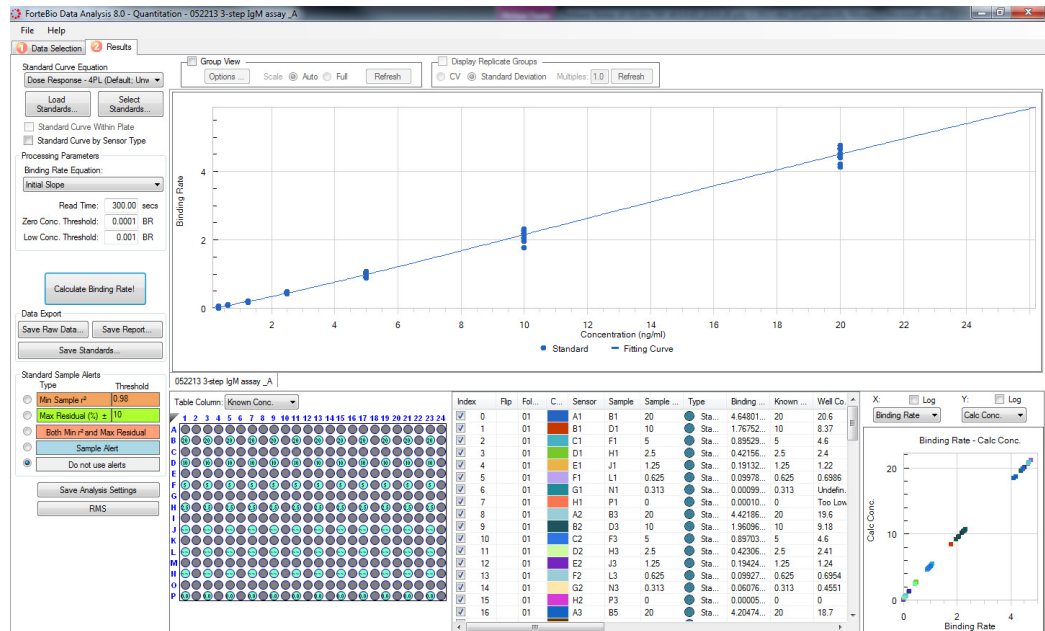 ForteBio Data Analysis 8.0 - Quantitation - 052213 3-step IgM assay _A
File Help
1 Data Selection 2 Results
Standard Curve Equation
Dose Response - 4PL (Default; Unw
Load Standards... Select Standards...
Standard Curve Within Plate
Standard Curve by Sensor Type
Processing Parameters
Binding Rate Equation:
Initial Slope
Read Time: 300.00 secs
Zero Conc. Threshold: 0.0001 BR
Low Conc. Threshold: 0.001 BR
Calculate Binding Rate!
Data Export
Save Raw Data... Save Report...
Save Standards...
Standard Sample Alerts
Type Threshold
Min Sample r² 0.98
Max Residual (%) ± 10
Both Min r² and Max Residual
Sample Alert
Do not use alerts
Save Analysis Settings
RMS
Group View
Options ... Scale Auto Full Refresh
Display Replicate Groups
CV Standard Deviation Multiples: 1.0 Refresh
Binding Rate
4
2
0
2 4 6 8 10 12 14 16 18 20 22 24
Concentration (ng/ml)
Standard Fitting Curve
052213 3-step IgM assay _A
Table Column: Known Conc.
1 2 3 4 5 6 7 8 9 10 11 12 13 14 15 16 17 18 19 20 21 22 23 24
A
B
C
D
E
F
G
H
I
J
K
L
M
N
O
P
Index Flip Fol... C... Sensor Sample Sample ... Type Binding ... Known ... Well Co.
0 01 A1 B1 20 Sta... 4.64801... 20 20.6
1 01 B1 D1 10 Sta... 1.76752... 10 8.37
2 01 C1 F1 5 Sta... 0.89529... 5 4.6
3 01 D1 H1 2.5 Sta... 0.42156... 2.5 2.4
4 01 E1 J1 1.25 Sta... 0.19132... 1.25 1.22
5 01 F1 L1 0.625 Sta... 0.09978... 0.625 0.6986
6 01 G1 N1 0.313 Sta... 0.00099... 0.313 Undefin.
7 01 H1 P1 0 Sta... 0.00010... 0 Too Low
8 01 A2 B3 20 Sta... 4.42186... 20 19.6
9 01 B2 D3 10 Sta... 1.96096... 10 9.18
10 01 C2 F3 5 Sta... 0.89703... 5 4.6
11 01 D2 H3 2.5 Sta... 0.42306... 2.5 2.41
12 01 E2 J3 1.25 Sta... 0.19424... 1.25 1.24
13 01 F2 L3 0.625 Sta... 0.09927... 0.625 0.6954
14 01 G2 N3 0.313 Sta... 0.06076... 0.313 0.4551
15 01 H2 P3 0 Sta... 0.00005... 0 0
16 01 A3 B5 20 Sta... 4.20474... 20 18.7
X: Log Y: Log
Binding Rate Calc Conc.
Binding Rate - Calc Conc.
Calc Conc.
20
10
0
0 2 4
Binding Rate